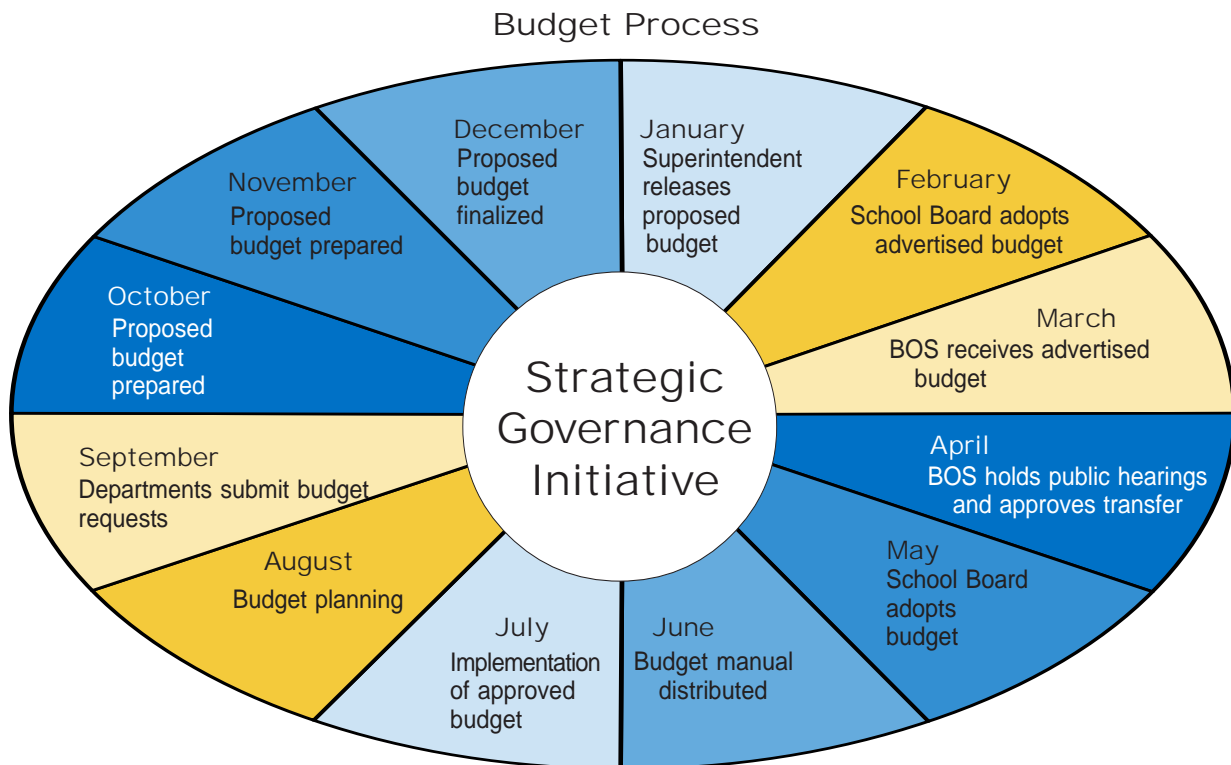 Budget Process
January
Superintendent
releases
proposed
budget
February
School Board adopts
advertised budget
March
BOS receives advertised
budget
April
BOS holds public hearings
and approves transfer
May
School Board
adopts
budget
June
Budget manual
distributed
July
Implementation
of approved
budget
August
Budget planning
September
Departments submit budget
requests
October
Proposed
budget
prepared
November
Proposed
budget prepared
December
Proposed
budget
finalized
Strategic
Governance
Initiative